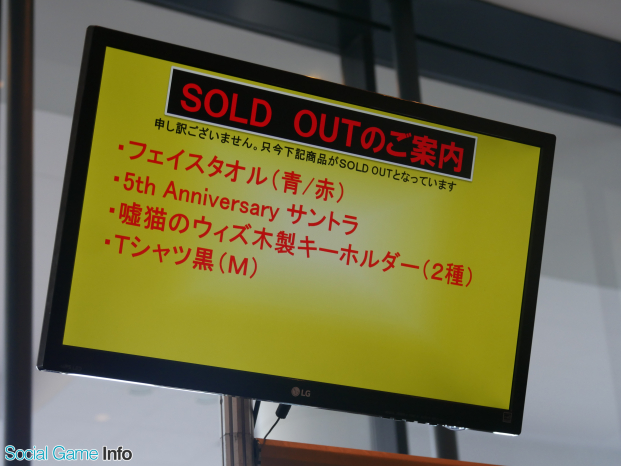 SOLD OUTのご案内
申し訳ございません。只今下記商品がSOLD OUTとなっています
・フェイスタオル(青/赤)
・5th Anniversary サントラ
・嘘猫のウィズ木製キーホルダー(2種)
・Tシャツ黒(M)
LG
Social Game Info